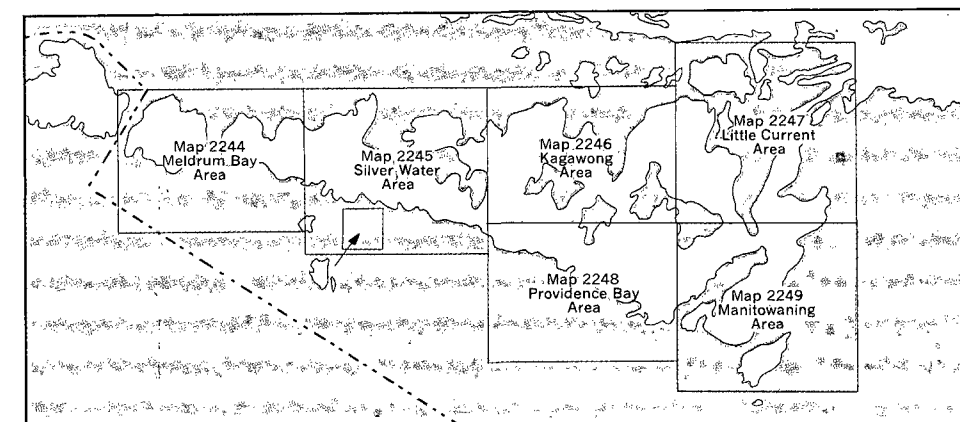 Map 2244
Meldrum Bay
Area
Map 2245
Silver Water
Area
Map 2246
Kagawong
Area
Map 2247
Little Current
Area
Map 2248
Providence Bay
Area
Map 2249
Manitowaning
Area